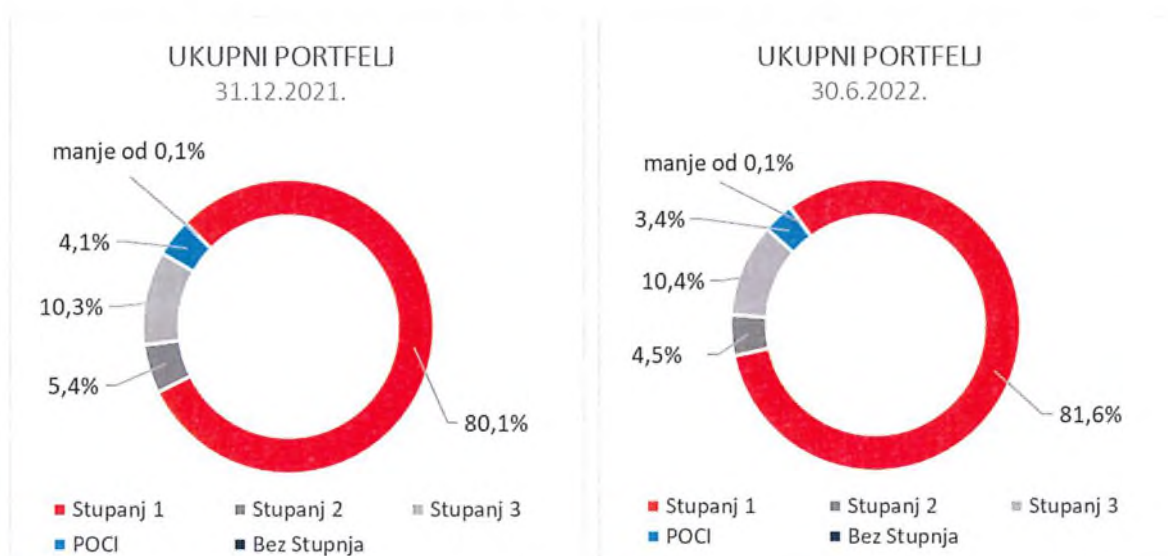 UKUPNI PORTFELJ
31.12.2021.
manje od 0,1%
4,1%
10,3%
5,4%
80,1%
Stupanj 1
Stupanj 2
Stupanj 3
POCI
Bez Stupnja
UKUPNI PORTFELJ
30.6.2022.
manje od 0,1%
3,4%
10,4%
4,5%
81,6%
Stupanj 1
Stupanj 2
Stupanj 3
POCI
Bez Stupnja